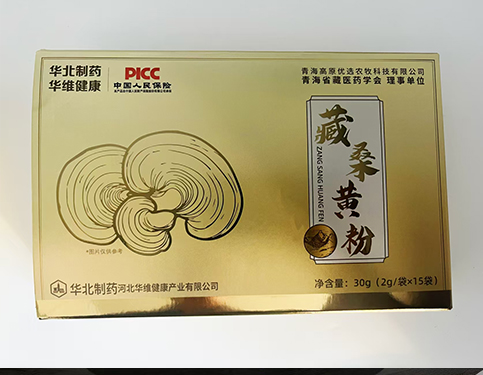 华北制药
华维健康
PICC
中国人民保险
青海高原优选农牧科技有限公司
青海省藏医药学会 理事单位
藏桑黄粉
ZANG SANG HUANG FEN
*图片仅供参考
华北制药河北华维健康产业有限公司
净含量：30g（2g/袋×15袋）